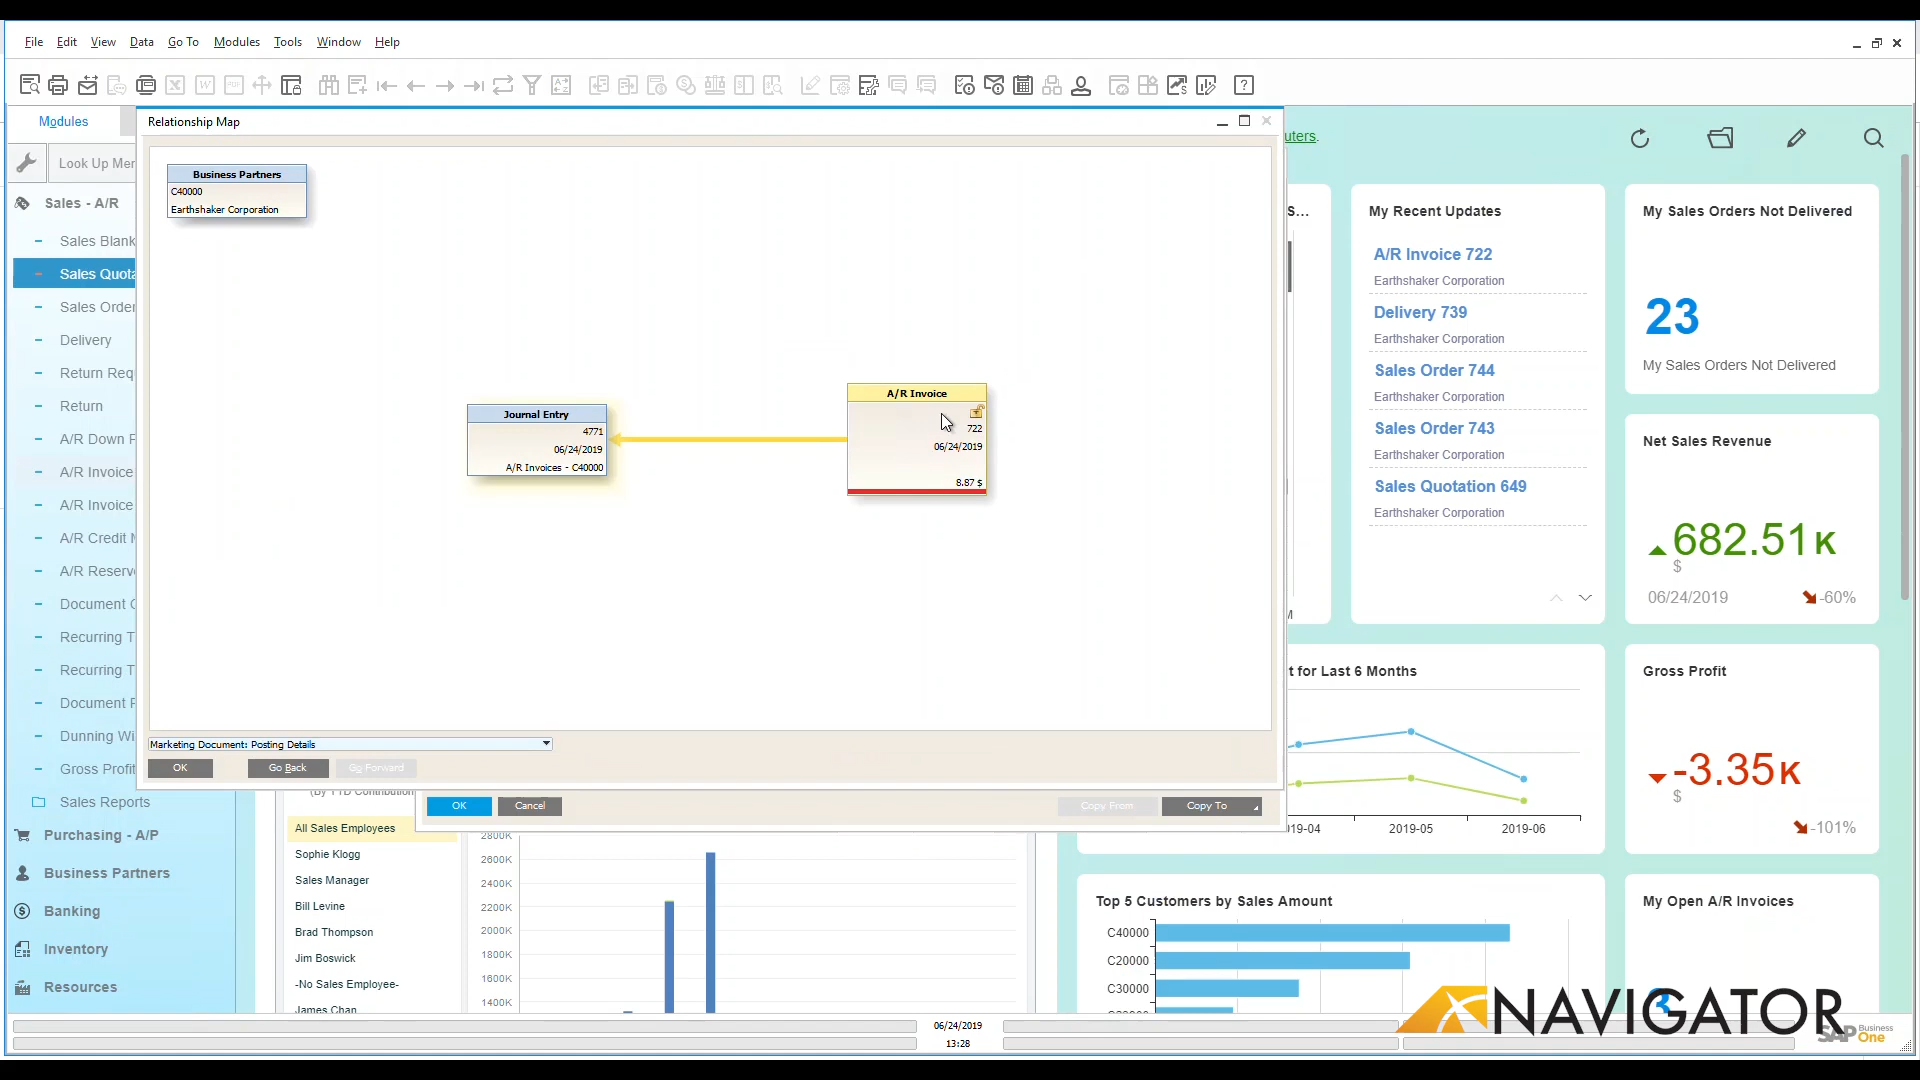 File Edit View Data Go To Modules Tools Window Help
Modules
Relationship Map
Look Up Mer
Sales - A/R
Sales Blank
Sales Quota
Sales Order
Delivery
Return Req
Return
A/R Down P
A/R Invoice
A/R Invoice
A/R Credit M
A/R Reserve
Document G
Recurring T
Recurring T
Document P
Dunning Wi
Gross Profit
Sales Reports
Purchasing - A/P
Business Partners
Banking
Inventory
Resources
Business Partners
C40000
Earthshaker Corporation
Journal Entry
4771
06/24/2019
A/R Invoices - C40000
A/R Invoice
722
06/24/2019
8.87 $
Marketing Document: Posting Details
OK Go Back Go Forward
OK Cancel Copy From Copy To
(By YTD Contribution
All Sales Employees
Sophie Klogg
Sales Manager
Bill Levine
Brad Thompson
Jim Boswick
-No Sales Employee-
James Chan
2800K
2600K
2400K
2200K
2000K
1800K
1600K
1400K
uters.
S...
My Recent Updates
A/R Invoice 722
Earthshaker Corporation
Delivery 739
Earthshaker Corporation
Sales Order 744
Earthshaker Corporation
Sales Order 743
Earthshaker Corporation
Sales Quotation 649
Earthshaker Corporation
My Sales Orders Not Delivered
23
My Sales Orders Not Delivered
Net Sales Revenue
682.51K
$
06/24/2019 -60%
t for Last 6 Months
19-04 2019-05 2019-06
Gross Profit
-3.35K
$
-101%
Top 5 Customers by Sales Amount
C40000
C20000
C30000
My Open A/R Invoices
3
NAVIGATOR
SAP Business One
06/24/2019
13:28